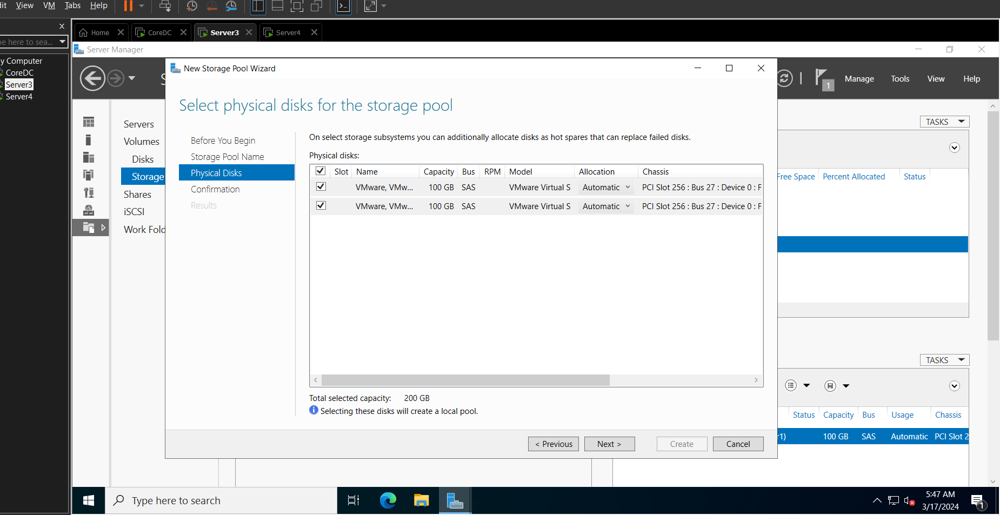 dit View VM Tabs Help
Home CoreDC Server3 Server4
pe here to sea...
y Computer
CoreDC
Server3
Server4
Server Manager
New Storage Pool Wizard
1 Manage Tools View Help
Select physical disks for the storage pool
Servers
Volumes
Disks
Storage
Shares
iSCSI
Work Fold
Before You Begin
Storage Pool Name
Physical Disks
Confirmation
Results
On select storage subsystems you can additionally allocate disks as hot spares that can replace failed disks.
Physical disks:
Slot Name Capacity Bus RPM Model Allocation Chassis
VMware, VMw... 100 GB SAS VMware Virtual S Automatic PCI Slot 256 : Bus 27 : Device 0 : F
VMware, VMw... 100 GB SAS VMware Virtual S Automatic PCI Slot 256 : Bus 27 : Device 0 : F
Total selected capacity: 200 GB
Selecting these disks will create a local pool.
< Previous Next > Create Cancel
TASKS
Free Space Percent Allocated Status
TASKS
Status Capacity Bus Usage Chassis
r1) 100 GB SAS Automatic PCI Slot 2
Type here to search
5:47 AM
3/17/2024
1